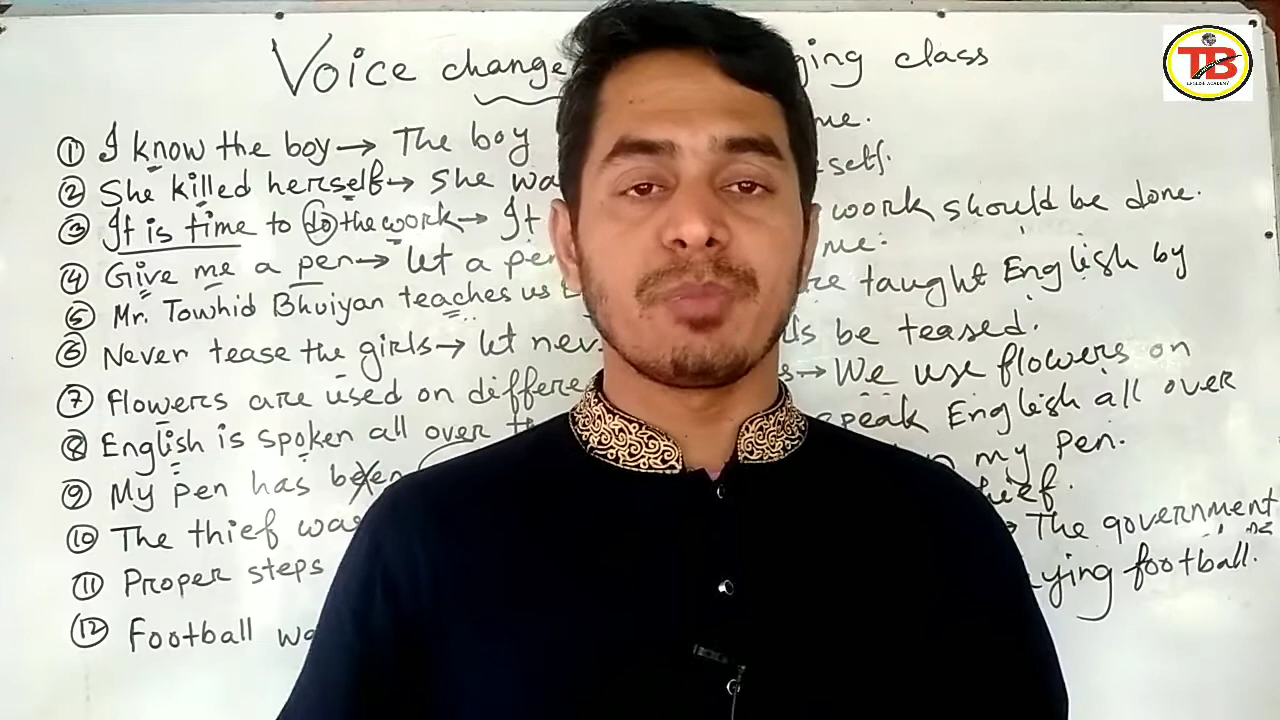 Voice change ging class
① I know the boy → The boy me.
② She killed herself → She wa self.
③ It is time to do the work → It work should be done.
④ Give me a pen → let a pen me.
⑤ Mr. Towhid Bhuiyan teaches us are taught English by
⑥ Never tease the girls → let never ls be teased.
⑦ Flowers are used on differe s → We use flowers on
⑧ English is spoken all over speak English all over
⑨ My pen has been my pen.
⑩ The thief was thief.
⑪ Proper steps → The government
⑫ Football wa ying football.
TB
ENGLISH ACADEMY